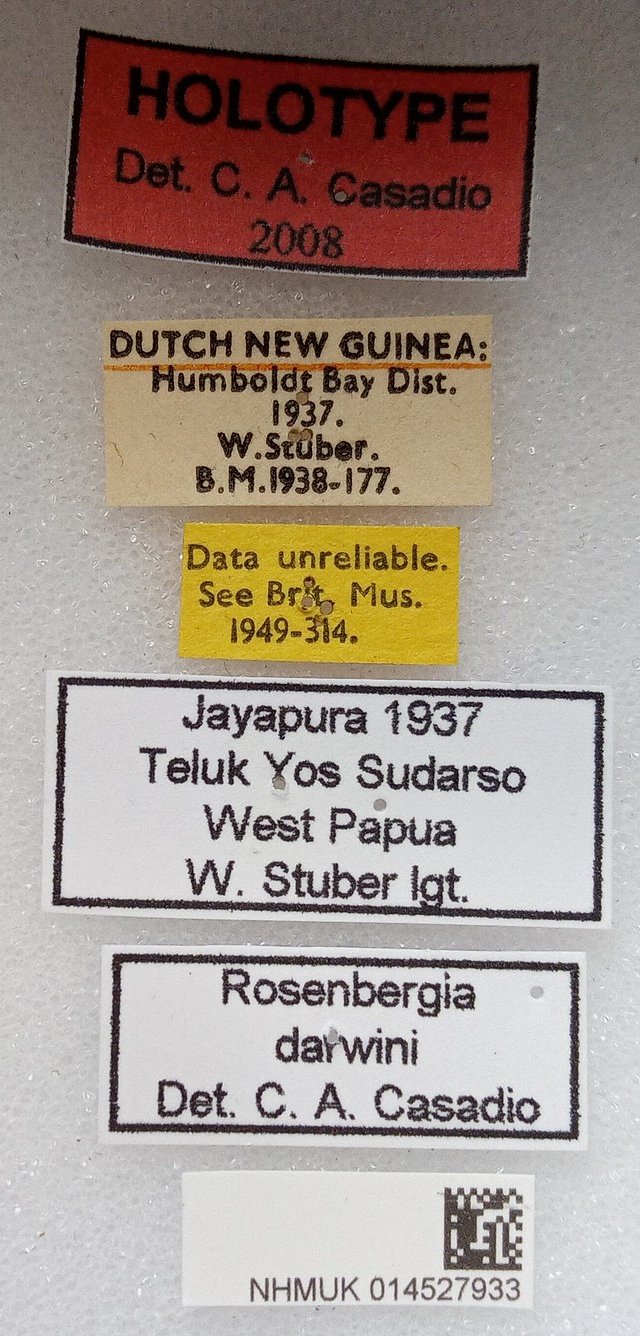 HOLOTYPE
Det. C. A. Casadio
2008
DUTCH NEW GUINEA:
Humboldt Bay Dist.
1937.
W.Stüber.
B.M.1938-177.
Data unreliable.
See Brit. Mus.
1949-314.
Jayapura 1937
Teluk Yos Sudarso
West Papua
W. Stuber lgt.
Rosenbergia
darwini
Det. C. A. Casadio
NHMUK 014527933